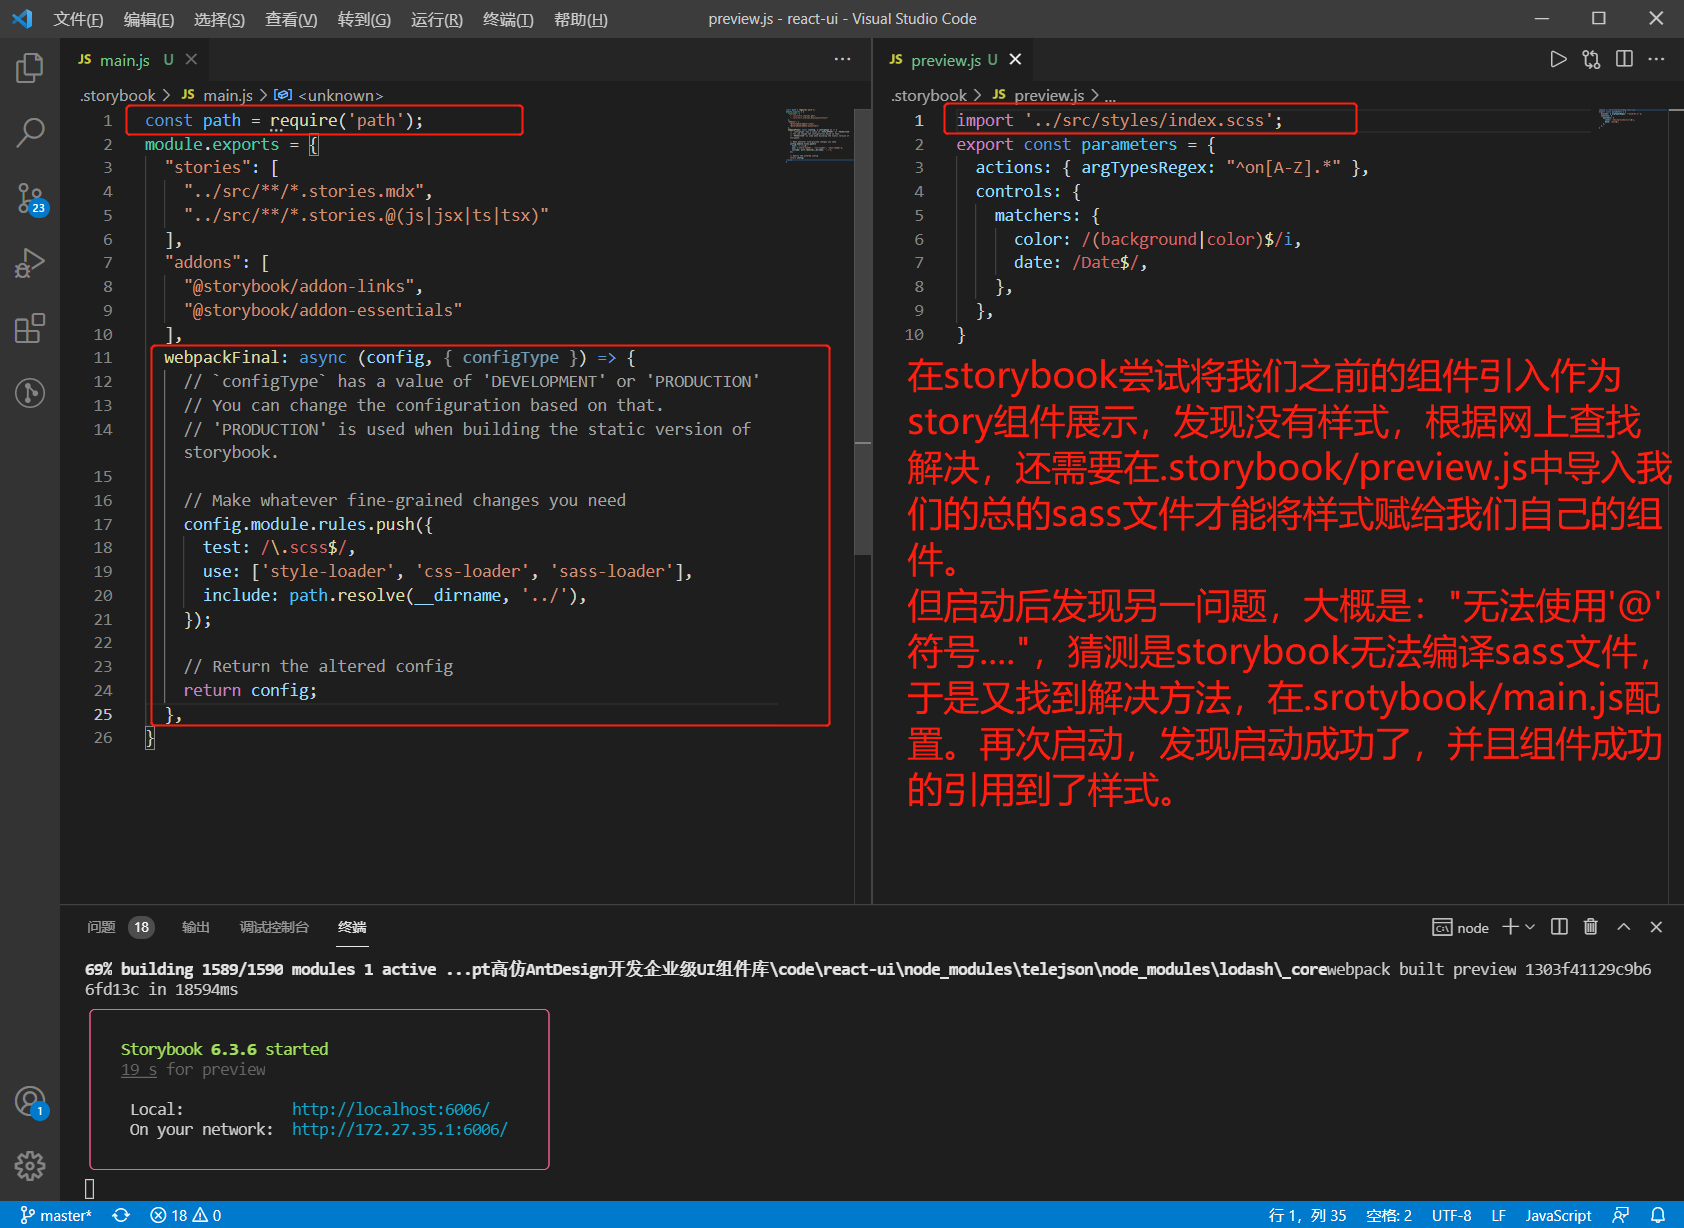 文件(F) 编辑(E) 选择(S) 查看(V) 转到(G) 运行(R) 终端(T) 帮助(H) preview.js - react-ui - Visual Studio Code
JS main.js U
.storybook > JS main.js > <unknown>
1 const path = require('path');
2 module.exports = {
3 "stories": [
4 "../src/**/*.stories.mdx",
5 "../src/**/*.stories.@(js|jsx|ts|tsx)"
6 ],
7 "addons": [
8 "@storybook/addon-links",
9 "@storybook/addon-essentials"
10 ],
11 webpackFinal: async (config, { configType }) => {
12 // `configType` has a value of 'DEVELOPMENT' or 'PRODUCTION'
13 // You can change the configuration based on that.
14 // 'PRODUCTION' is used when building the static version of
storybook.
15
16 // Make whatever fine-grained changes you need
17 config.module.rules.push({
18 test: /\.scss$/,
19 use: ['style-loader', 'css-loader', 'sass-loader'],
20 include: path.resolve(__dirname, '../'),
21 });
22
23 // Return the altered config
24 return config;
25 },
26 }
JS preview.js U
.storybook > JS preview.js > ...
1 import '../src/styles/index.scss';
2 export const parameters = {
3 actions: { argTypesRegex: "^on[A-Z].*" },
4 controls: {
5 matchers: {
6 color: /(background|color)$/i,
7 date: /Date$/,
8 },
9 },
10 }
在storybook尝试将我们之前的组件引入作为
story组件展示，发现没有样式，根据网上查找
解决，还需要在.storybook/preview.js中导入我
们的总的sass文件才能将样式赋给我们自己的组
件。
但启动后发现另一问题，大概是："无法使用'@'
符号...."，猜测是storybook无法编译sass文件，
于是又找到解决方法，在.srotybook/main.js配
置。再次启动，发现启动成功了，并且组件成功
的引用到了样式。
23
1
问题 18 输出 调试控制台 终端 node
69% building 1589/1590 modules 1 active ...pt高仿AntDesign开发企业级UI组件库\code\react-ui\node_modules\telejson\node_modules\lodash\_corewebpack built preview 1303f41129c9b6
6fd13c in 18594ms
Storybook 6.3.6 started
19 s for preview
Local: http://localhost:6006/
On your network: http://172.27.35.1:6006/
master* 18 0 行 1，列 35 空格: 2 UTF-8 LF JavaScript